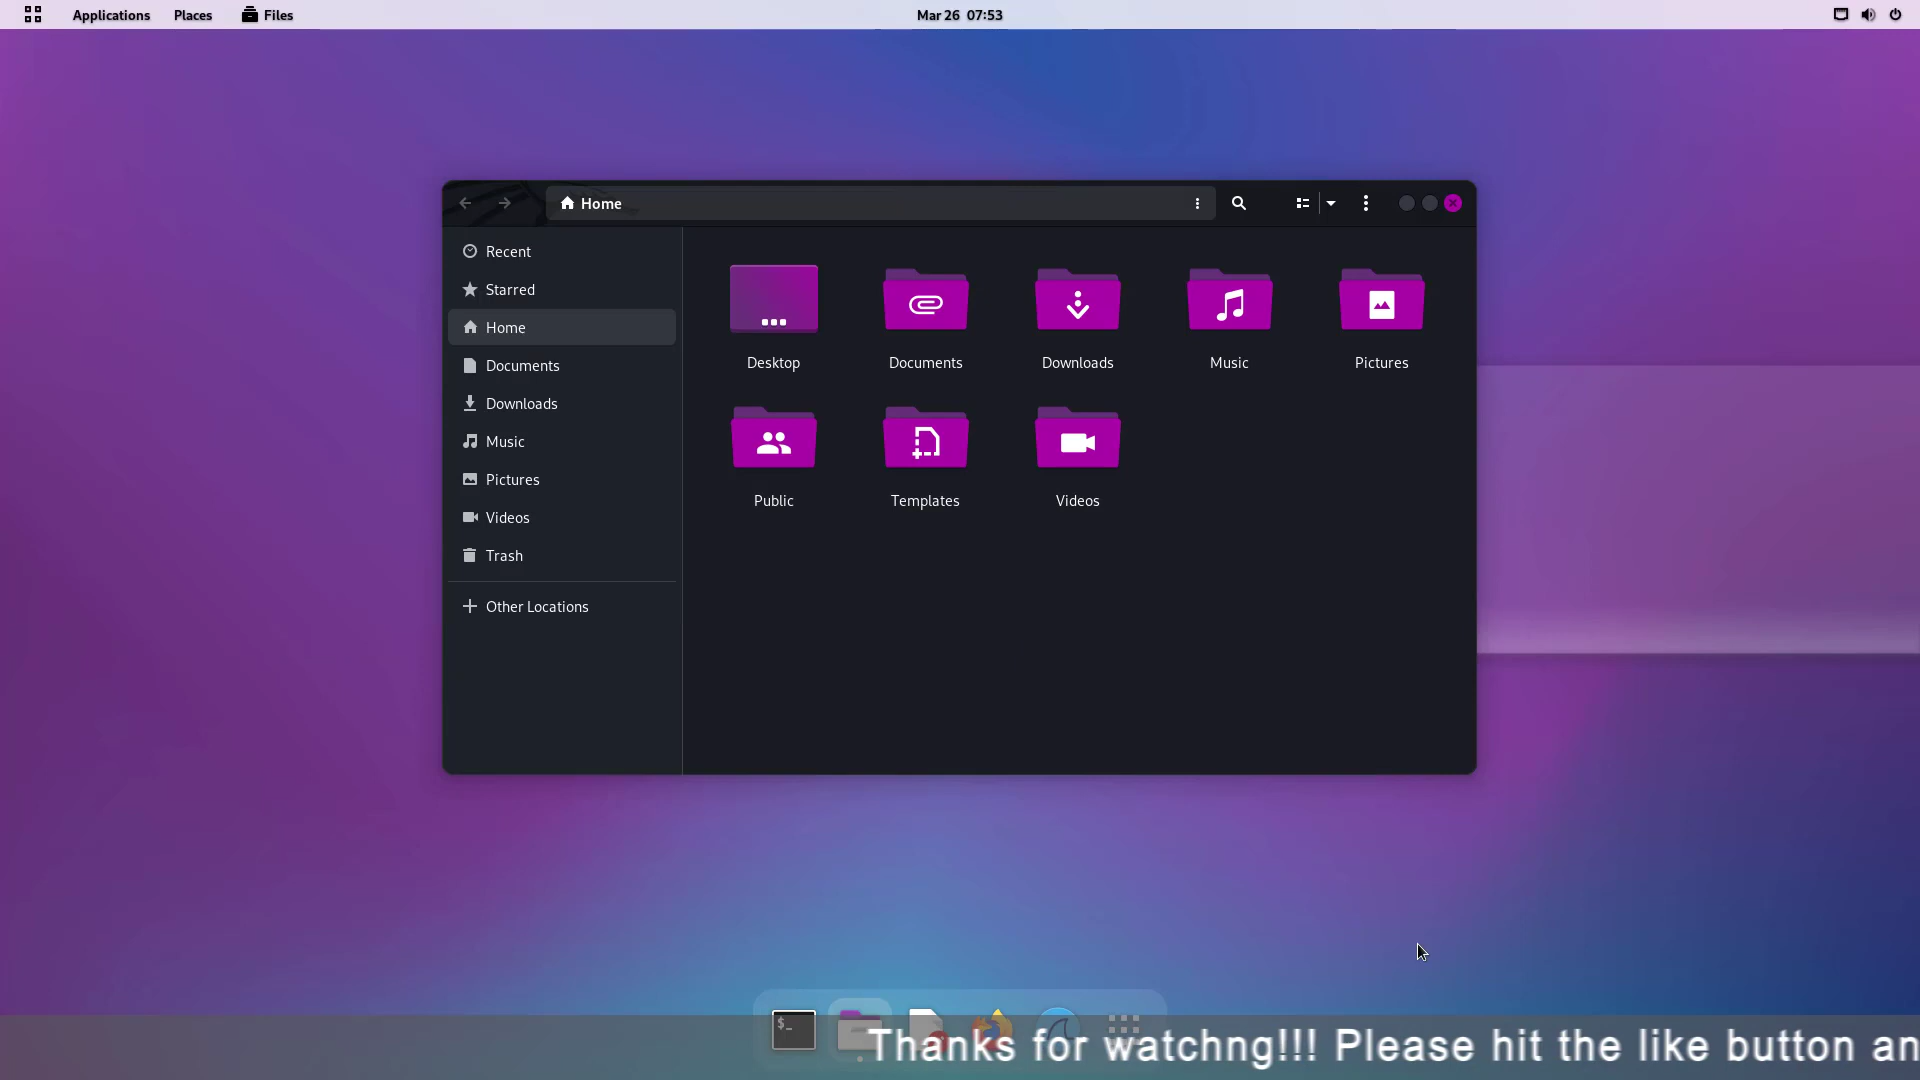 Applications Places Files Mar 26 07:53
Home
Recent
Starred
Home
Documents
Downloads
Music
Pictures
Videos
Trash
Other Locations
Desktop Documents Downloads Music Pictures
Public Templates Videos
$_
Thanks for watchng!!! Please hit the like button an